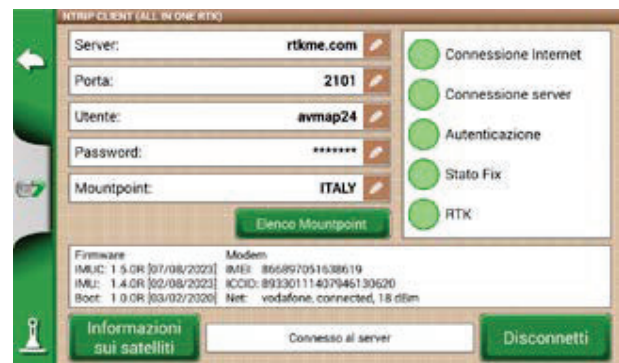 NTRIP CLIENT (ALL IN ONE RTK)
Server: rtkme.com
Porta: 2101
Utente: avmap24
Password: *******
Mountpoint: ITALY
Elenco Mountpoint
Connessione Internet
Connessione server
Autenticazione
Stato Fix
RTK
Firmware
IMUC: 1.5.0R [07/08/2023]
IMU: 1.4.0R [02/08/2023]
Boot: 1.0.0R [03/02/2020]
Modem
IMEI: 866897051638619
ICCID: 89330111407946130620
Net: vodafone, connected, 18 dBm
Informazioni
sui satelliti
Connesso al server
Disconnetti